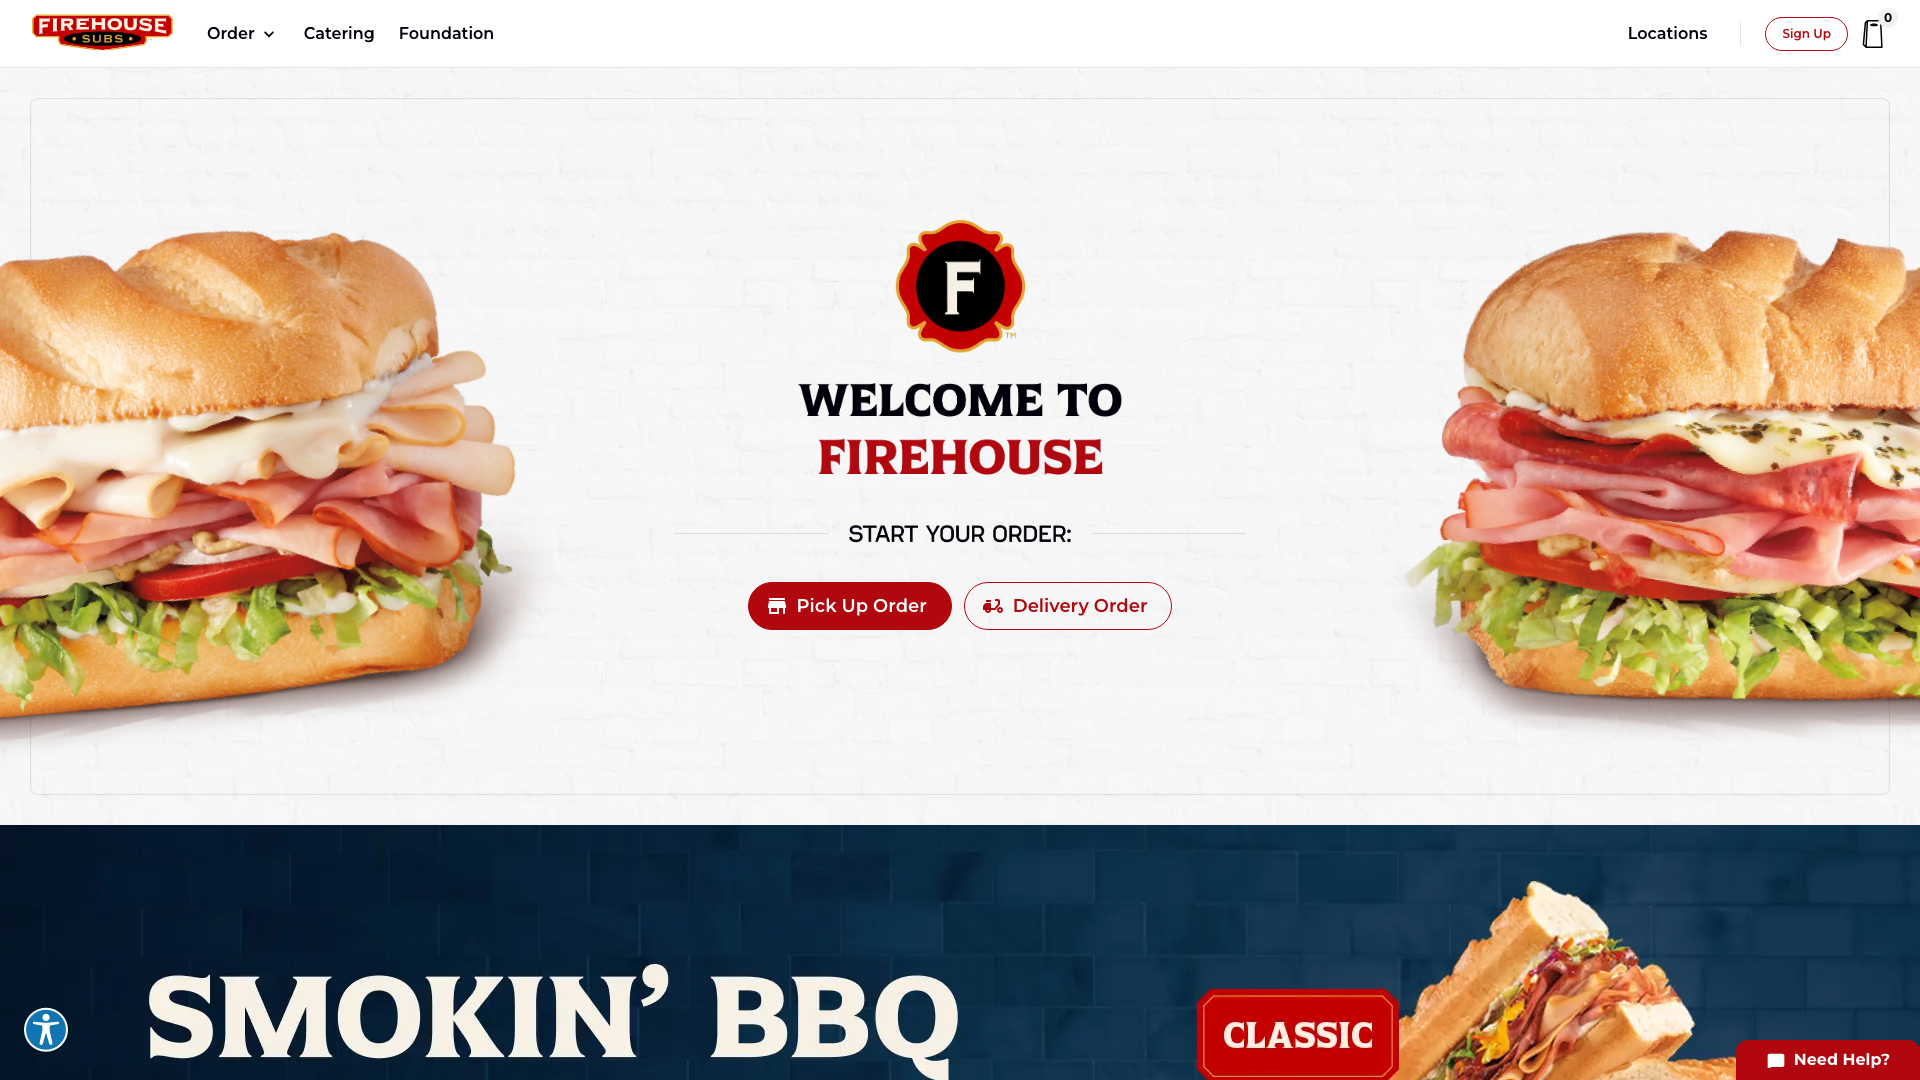 FIREHOUSE
SUBS
Order
Catering
Foundation
Locations
Sign Up
0
F
TM
WELCOME TO
FIREHOUSE
START YOUR ORDER:
Pick Up Order
Delivery Order
SMOKIN’ BBQ
CLASSIC
Need Help?